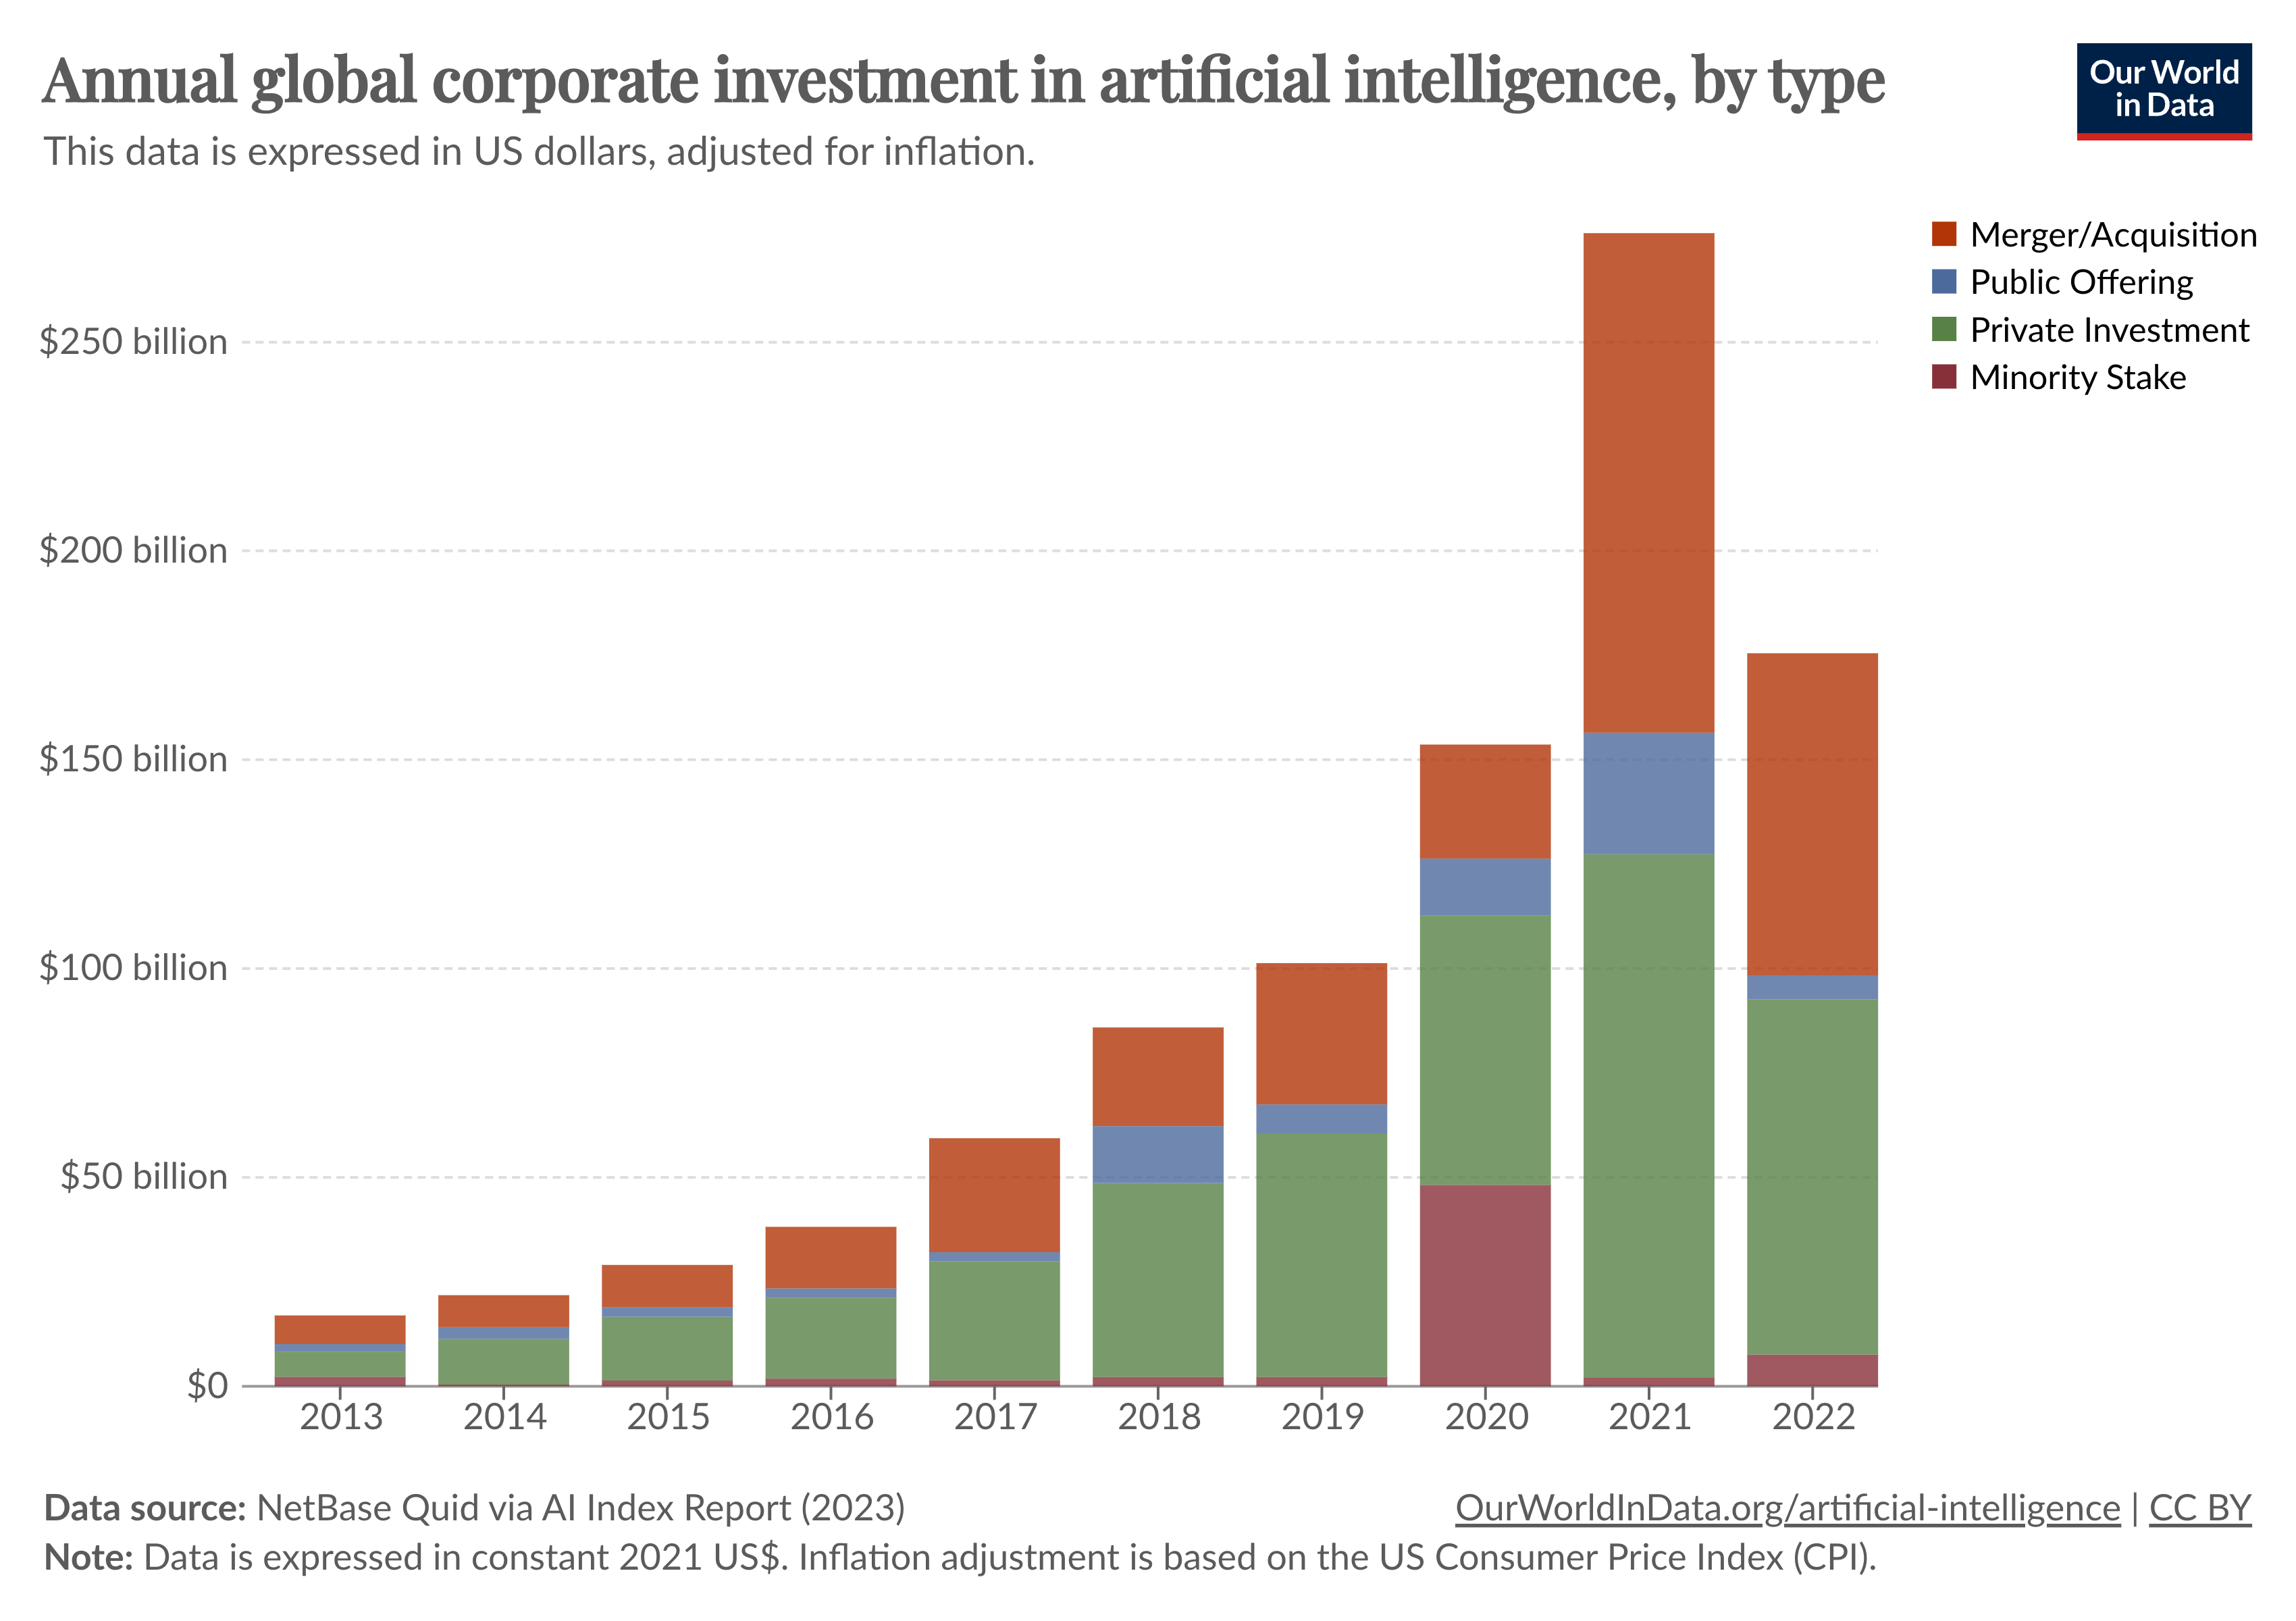 Annual global corporate investment in artificial intelligence, by type
This data is expressed in US dollars, adjusted for inflation.
Our World
in Data
Merger/Acquisition
Public Offering
Private Investment
Minority Stake
$250 billion
$200 billion
$150 billion
$100 billion
$50 billion
$0
2013 2014 2015 2016 2017 2018 2019 2020 2021 2022
Data source: NetBase Quid via AI Index Report (2023)
OurWorldInData.org/artificial-intelligence | CC BY
Note: Data is expressed in constant 2021 US$. Inflation adjustment is based on the US Consumer Price Index (CPI).